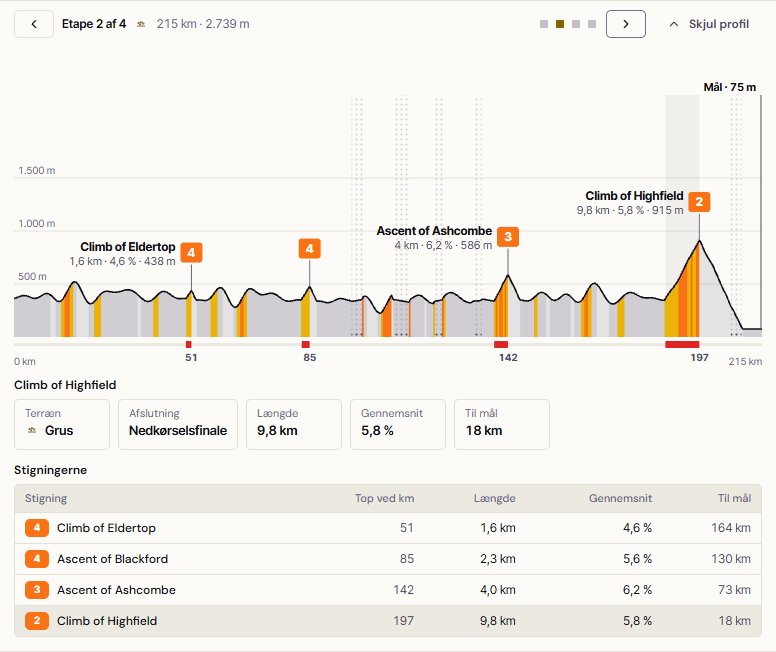 Etape 2 af 4 215 km · 2.739 m
Skjul profil
Mål · 75 m
1.500 m
1.000 m
500 m
Climb of Eldertop 4
1,6 km · 4,6 % · 438 m
4
Ascent of Ashcombe 3
4 km · 6,2 % · 586 m
Climb of Highfield 2
9,8 km · 5,8 % · 915 m
0 km 51 85 142 197 215 km
Climb of Highfield
Terræn Afslutning Længde Gennemsnit Til mål
Grus Nedkørselsfinale 9,8 km 5,8 % 18 km
Stigningerne
Stigning Top ved km Længde Gennemsnit Til mål
4 Climb of Eldertop 51 1,6 km 4,6 % 164 km
4 Ascent of Blackford 85 2,3 km 5,6 % 130 km
3 Ascent of Ashcombe 142 4,0 km 6,2 % 73 km
2 Climb of Highfield 197 9,8 km 5,8 % 18 km